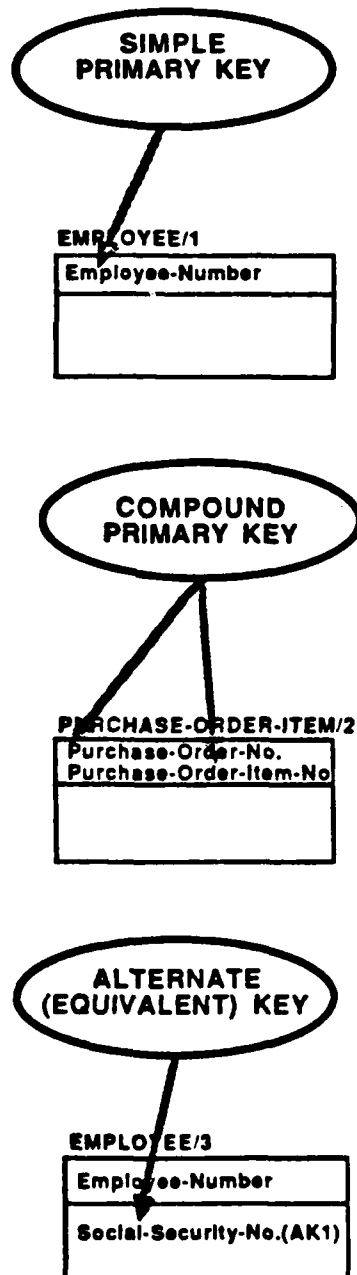 SIMPLE
PRIMARY KEY
EMPLOYEE/1
Employee-Number
COMPOUND
PRIMARY KEY
PURCHASE-ORDER-ITEM/2
Purchase-Order-No.
Purchase-Order-Item-No
ALTERNATE
(EQUIVALENT) KEY
EMPLOYEE/3
Employee-Number
Social-Security-No.(AK1)